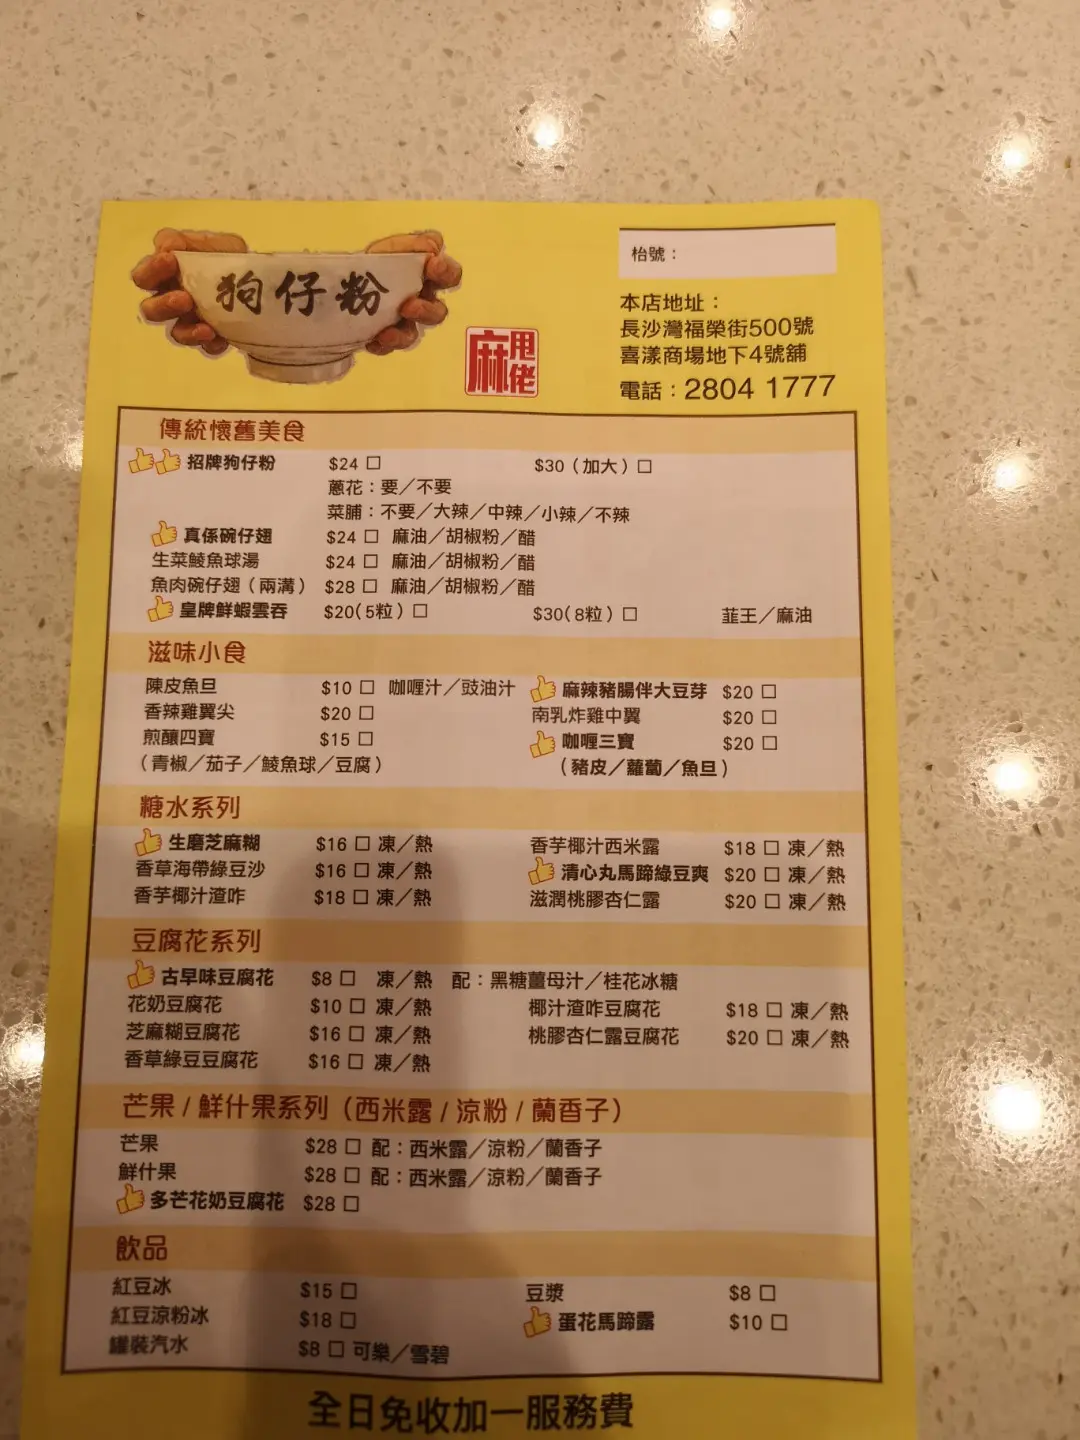 狗仔粉
麻甩佬
枱號：
本店地址：
長沙灣福榮街500號
喜漾商場地下4號舖
電話：2804 1777
傳統懷舊美食
招牌狗仔粉 $24 □ $30（加大）□
蔥花：要／不要
菜脯：不要／大辣／中辣／小辣／不辣
真係碗仔翅 $24 □ 麻油／胡椒粉／醋
生菜鯪魚球湯 $24 □ 麻油／胡椒粉／醋
魚肉碗仔翅（兩溝） $28 □ 麻油／胡椒粉／醋
皇牌鮮蝦雲吞 $20（5粒）□ $30（8粒）□ 韮王／麻油
滋味小食
陳皮魚旦 $10 □ 咖喱汁／豉油汁 麻辣豬腸伴大豆芽 $20 □
香辣雞翼尖 $20 □ 南乳炸雞中翼 $20 □
煎釀四寶 $15 □ 咖喱三寶 $20 □
（青椒／茄子／鯪魚球／豆腐） （豬皮／蘿蔔／魚旦）
糖水系列
生磨芝麻糊 $16 □ 凍／熱 香芋椰汁西米露 $18 □ 凍／熱
香草海帶綠豆沙 $16 □ 凍／熱 清心丸馬蹄綠豆爽 $20 □ 凍／熱
香芋椰汁渣咋 $18 □ 凍／熱 滋潤桃膠杏仁露 $20 □ 凍／熱
豆腐花系列
古早味豆腐花 $8 □ 凍／熱 配：黑糖薑母汁／桂花冰糖
花奶豆腐花 $10 □ 凍／熱 椰汁渣咋豆腐花 $18 □ 凍／熱
芝麻糊豆腐花 $16 □ 凍／熱 桃膠杏仁露豆腐花 $20 □ 凍／熱
香草綠豆豆腐花 $16 □ 凍／熱
芒果 / 鮮什果系列（西米露 / 涼粉 / 蘭香子）
芒果 $28 □ 配：西米露／涼粉／蘭香子
鮮什果 $28 □ 配：西米露／涼粉／蘭香子
多芒花奶豆腐花 $28 □
飲品
紅豆冰 $15 □ 豆漿 $8 □
紅豆涼粉冰 $18 □ 蛋花馬蹄露 $10 □
罐裝汽水 $8 □ 可樂／雪碧
全日免收加一服務費